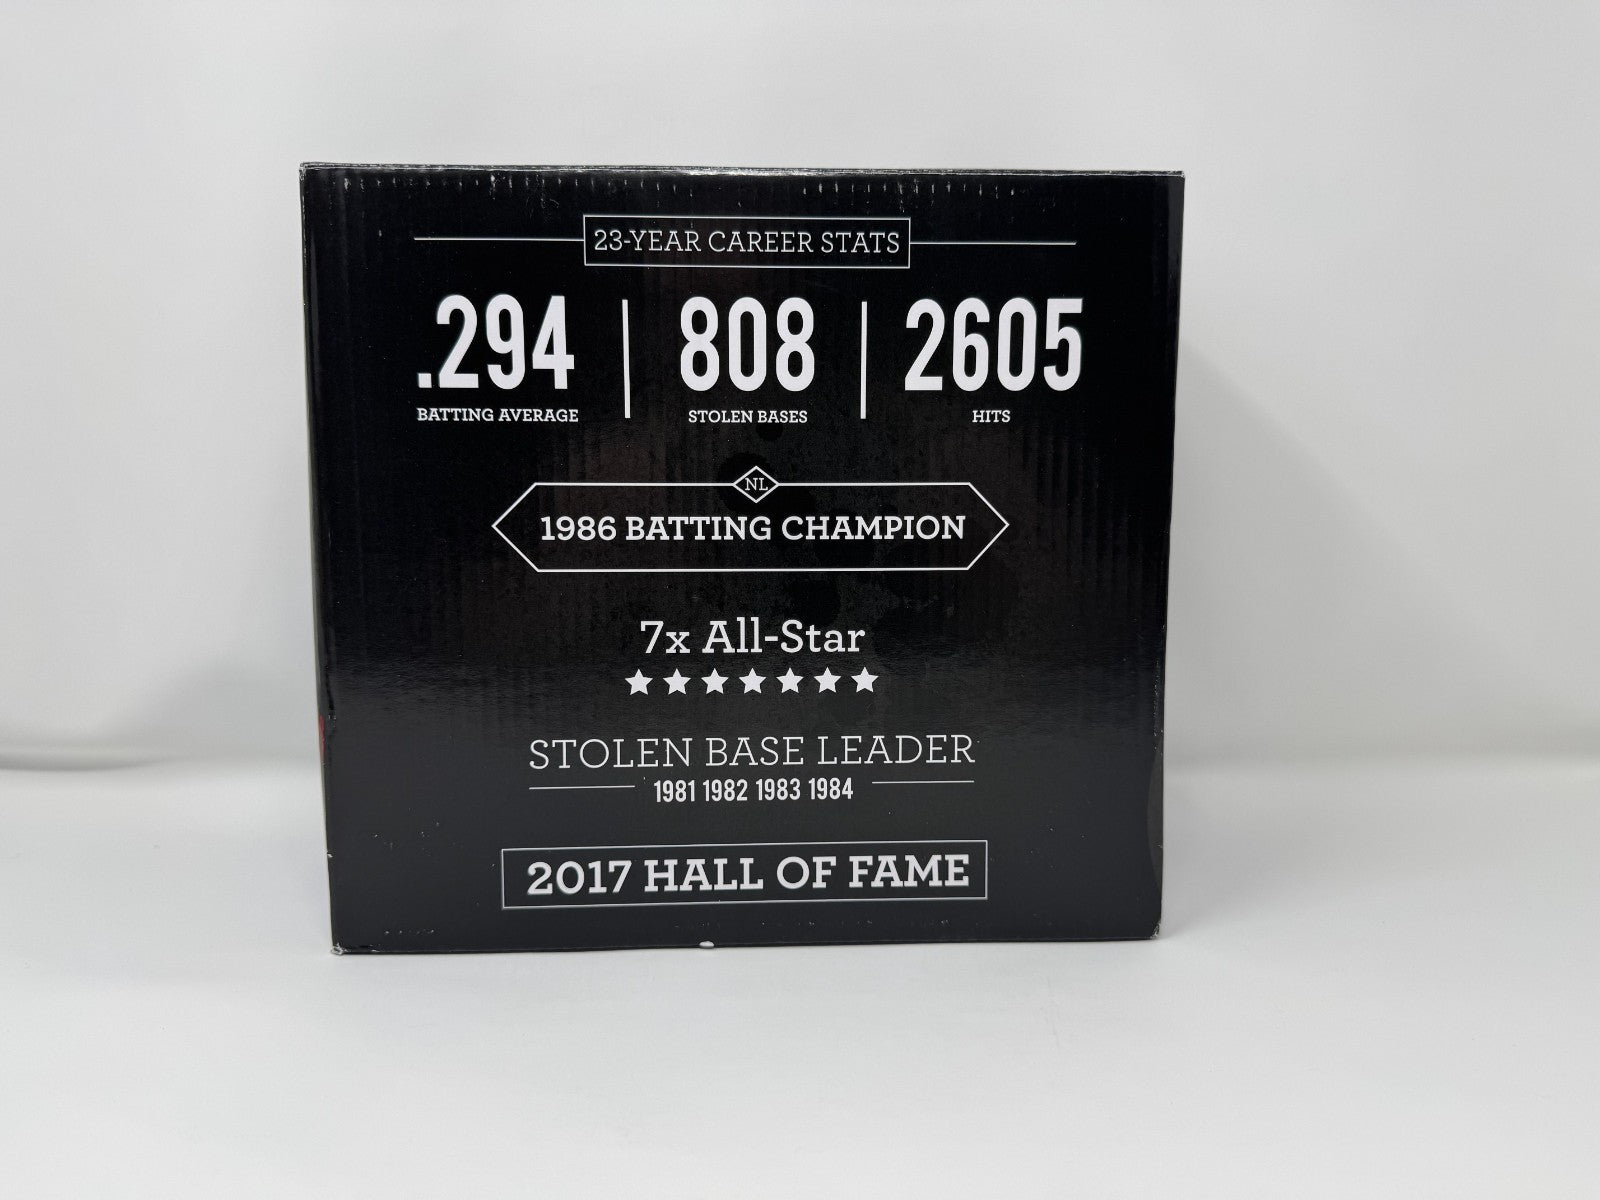 23-YEAR CAREER STATS
.294 808 2605
BATTING AVERAGE STOLEN BASES HITS
NL
1986 BATTING CHAMPION
7x All-Star
STOLEN BASE LEADER
1981 1982 1983 1984
2017 HALL OF FAME